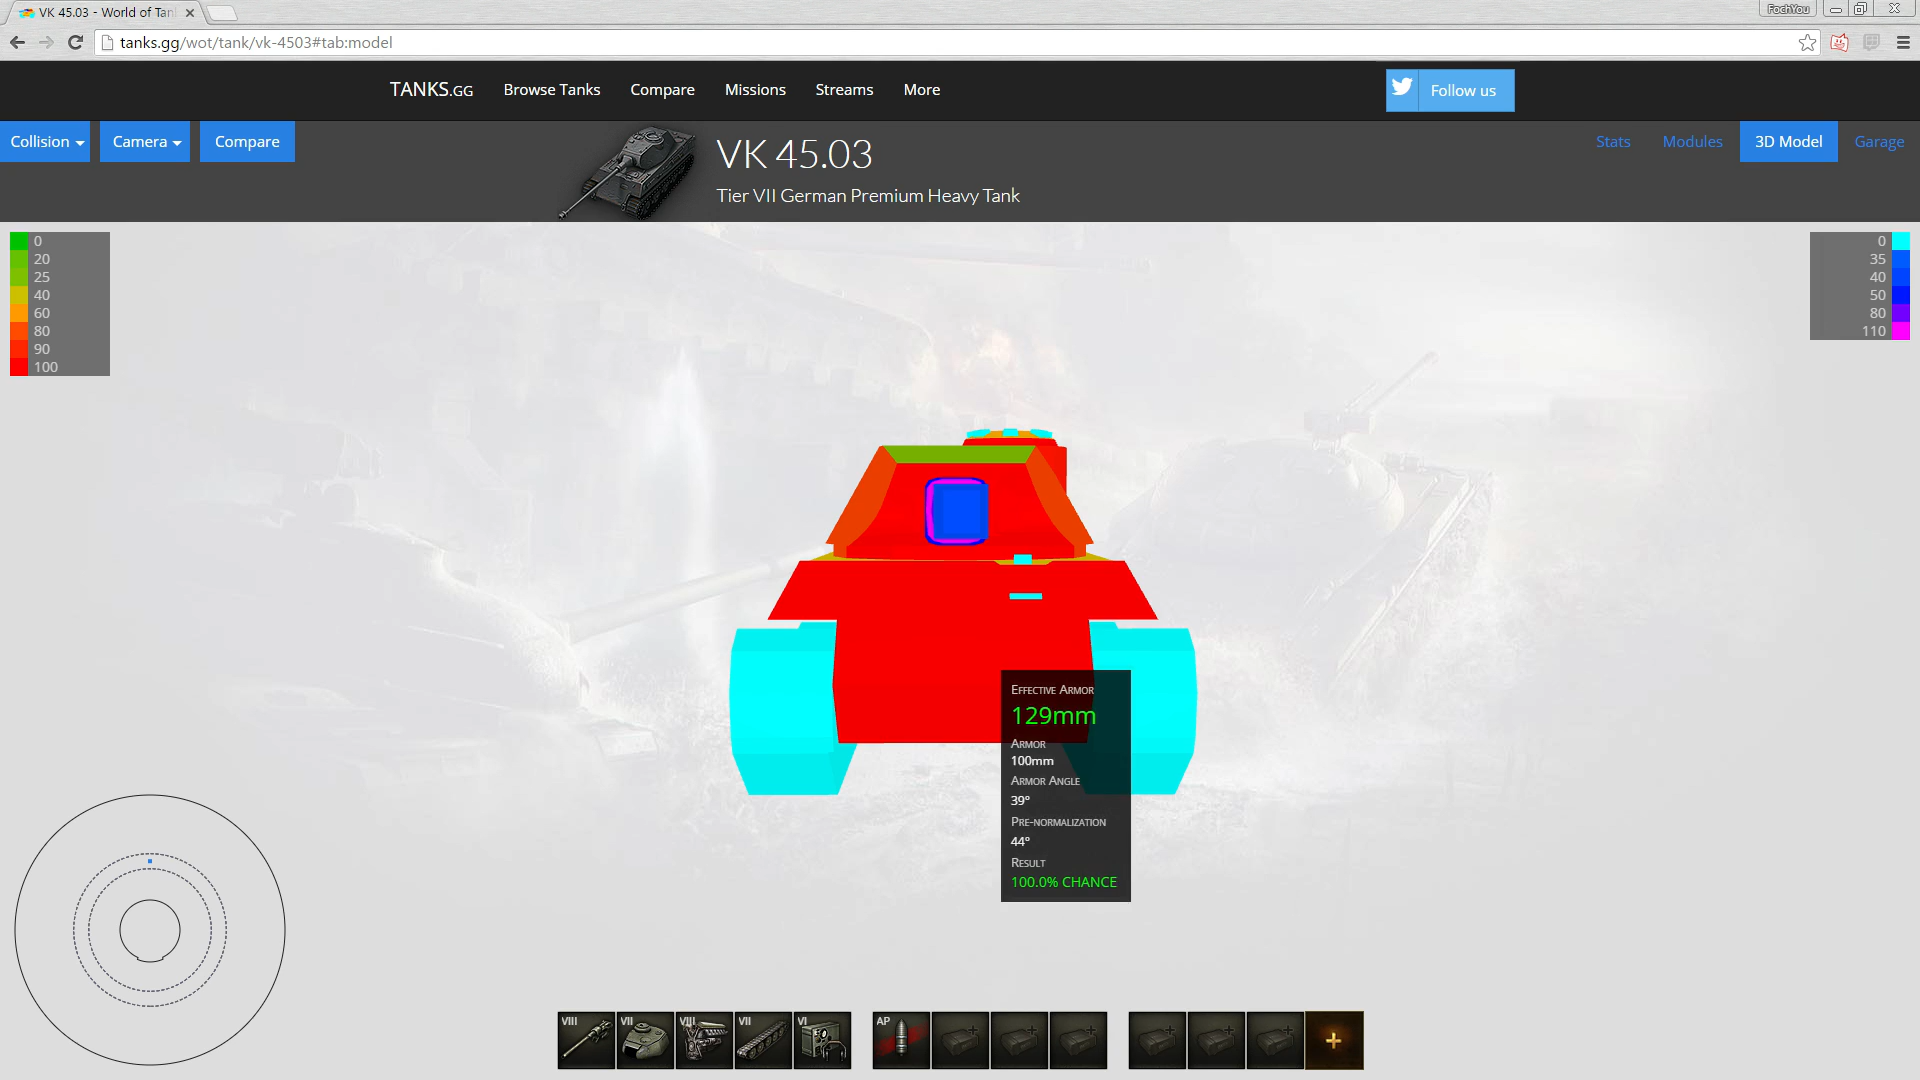 VK 45.03 - World of Tan
FochYou
tanks.gg/wot/tank/vk-4503#tab:model
TANKS.GG
Browse Tanks
Compare
Missions
Streams
More
Follow us
Collision
Camera
Compare
VK 45.03
Tier VII German Premium Heavy Tank
Stats
Modules
3D Model
Garage
0
20
25
40
60
80
90
100
0
35
40
50
80
110
Effective Armor
129mm
Armor
100mm
Armor Angle
39°
Pre-normalization
44°
Result
100.0% CHANCE
VIII
VII
VIII
VII
VI
AP